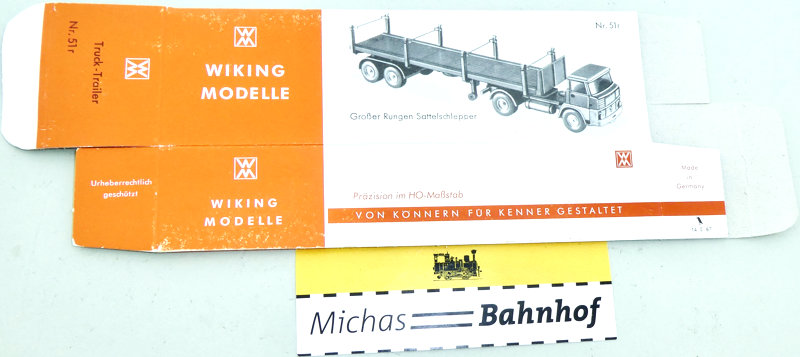 Nr. 51r
Truck-Trailer
WIKING
MODELLE
Nr. 51r
Großer Rungen Sattelschlepper
Urheberrechtlich
geschützt
WIKING
MODELLE
Präzision im HO-Maßstab
VON KÖNNERN FÜR KENNER GESTALTET
Made
in
Germany
Michas Bahnhof